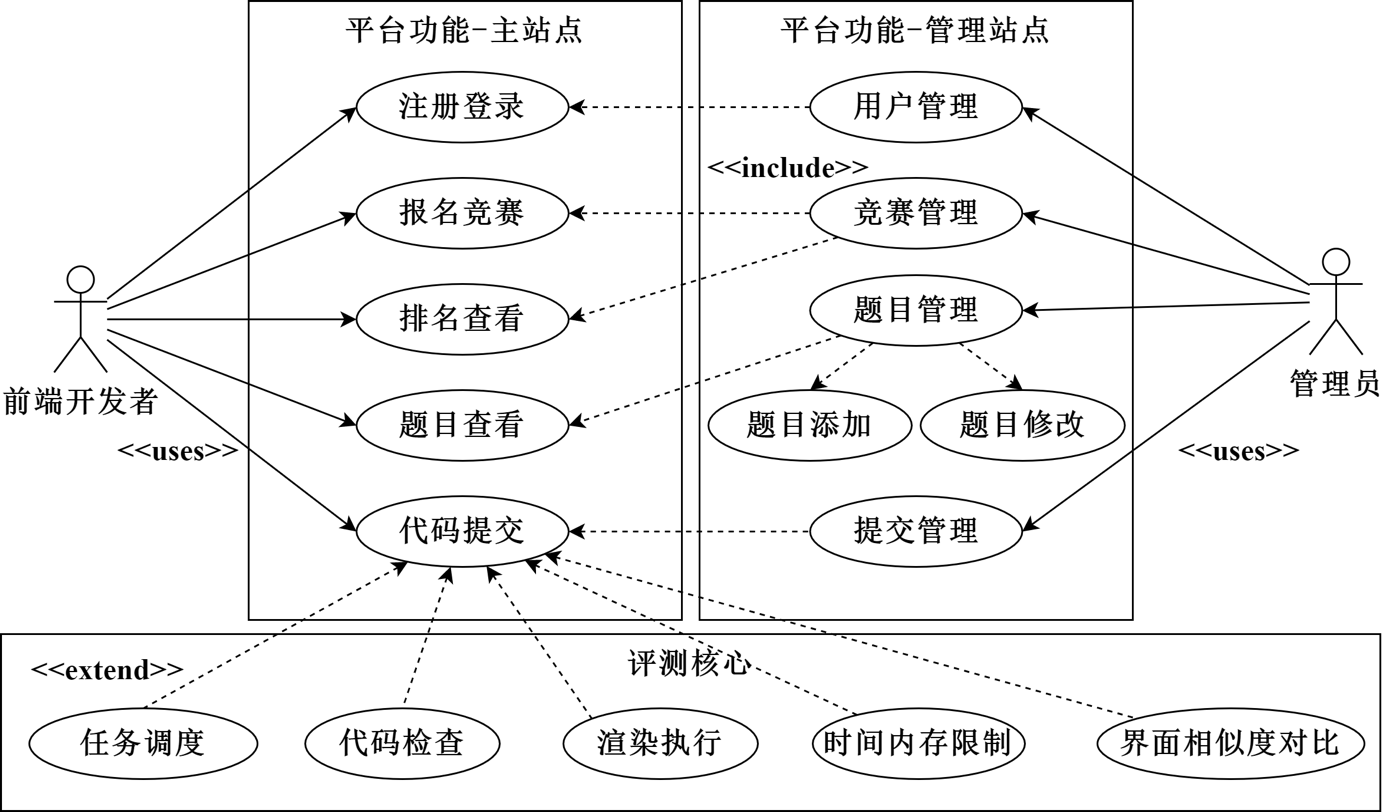 平台功能-主站点
平台功能-管理站点
注册登录
用户管理
<<include>>
报名竞赛
竞赛管理
排名查看
题目管理
前端开发者
管理员
题目查看
题目添加
题目修改
<<uses>>
<<uses>>
代码提交
提交管理
<<extend>>
评测核心
任务调度
代码检查
渲染执行
时间内存限制
界面相似度对比